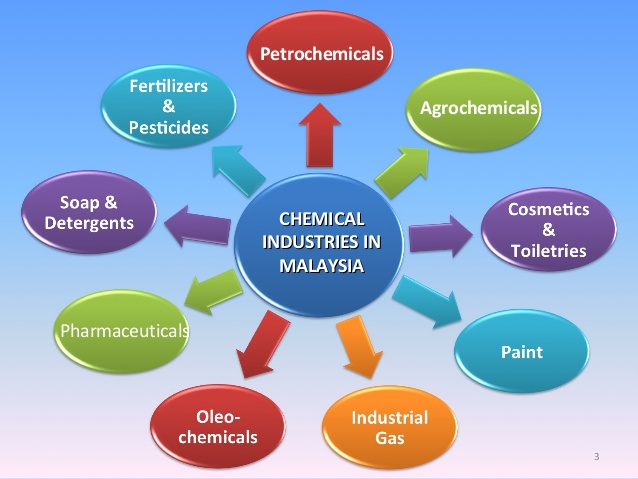 Petrochemicals
Fertilizers
&
Pesticides
Agrochemicals
Soap &
Detergents
CHEMICAL
INDUSTRIES IN
MALAYSIA
Cosmetics
&
Toiletries
Pharmaceuticals
Paint
Oleo-
chemicals
Industrial
Gas
3